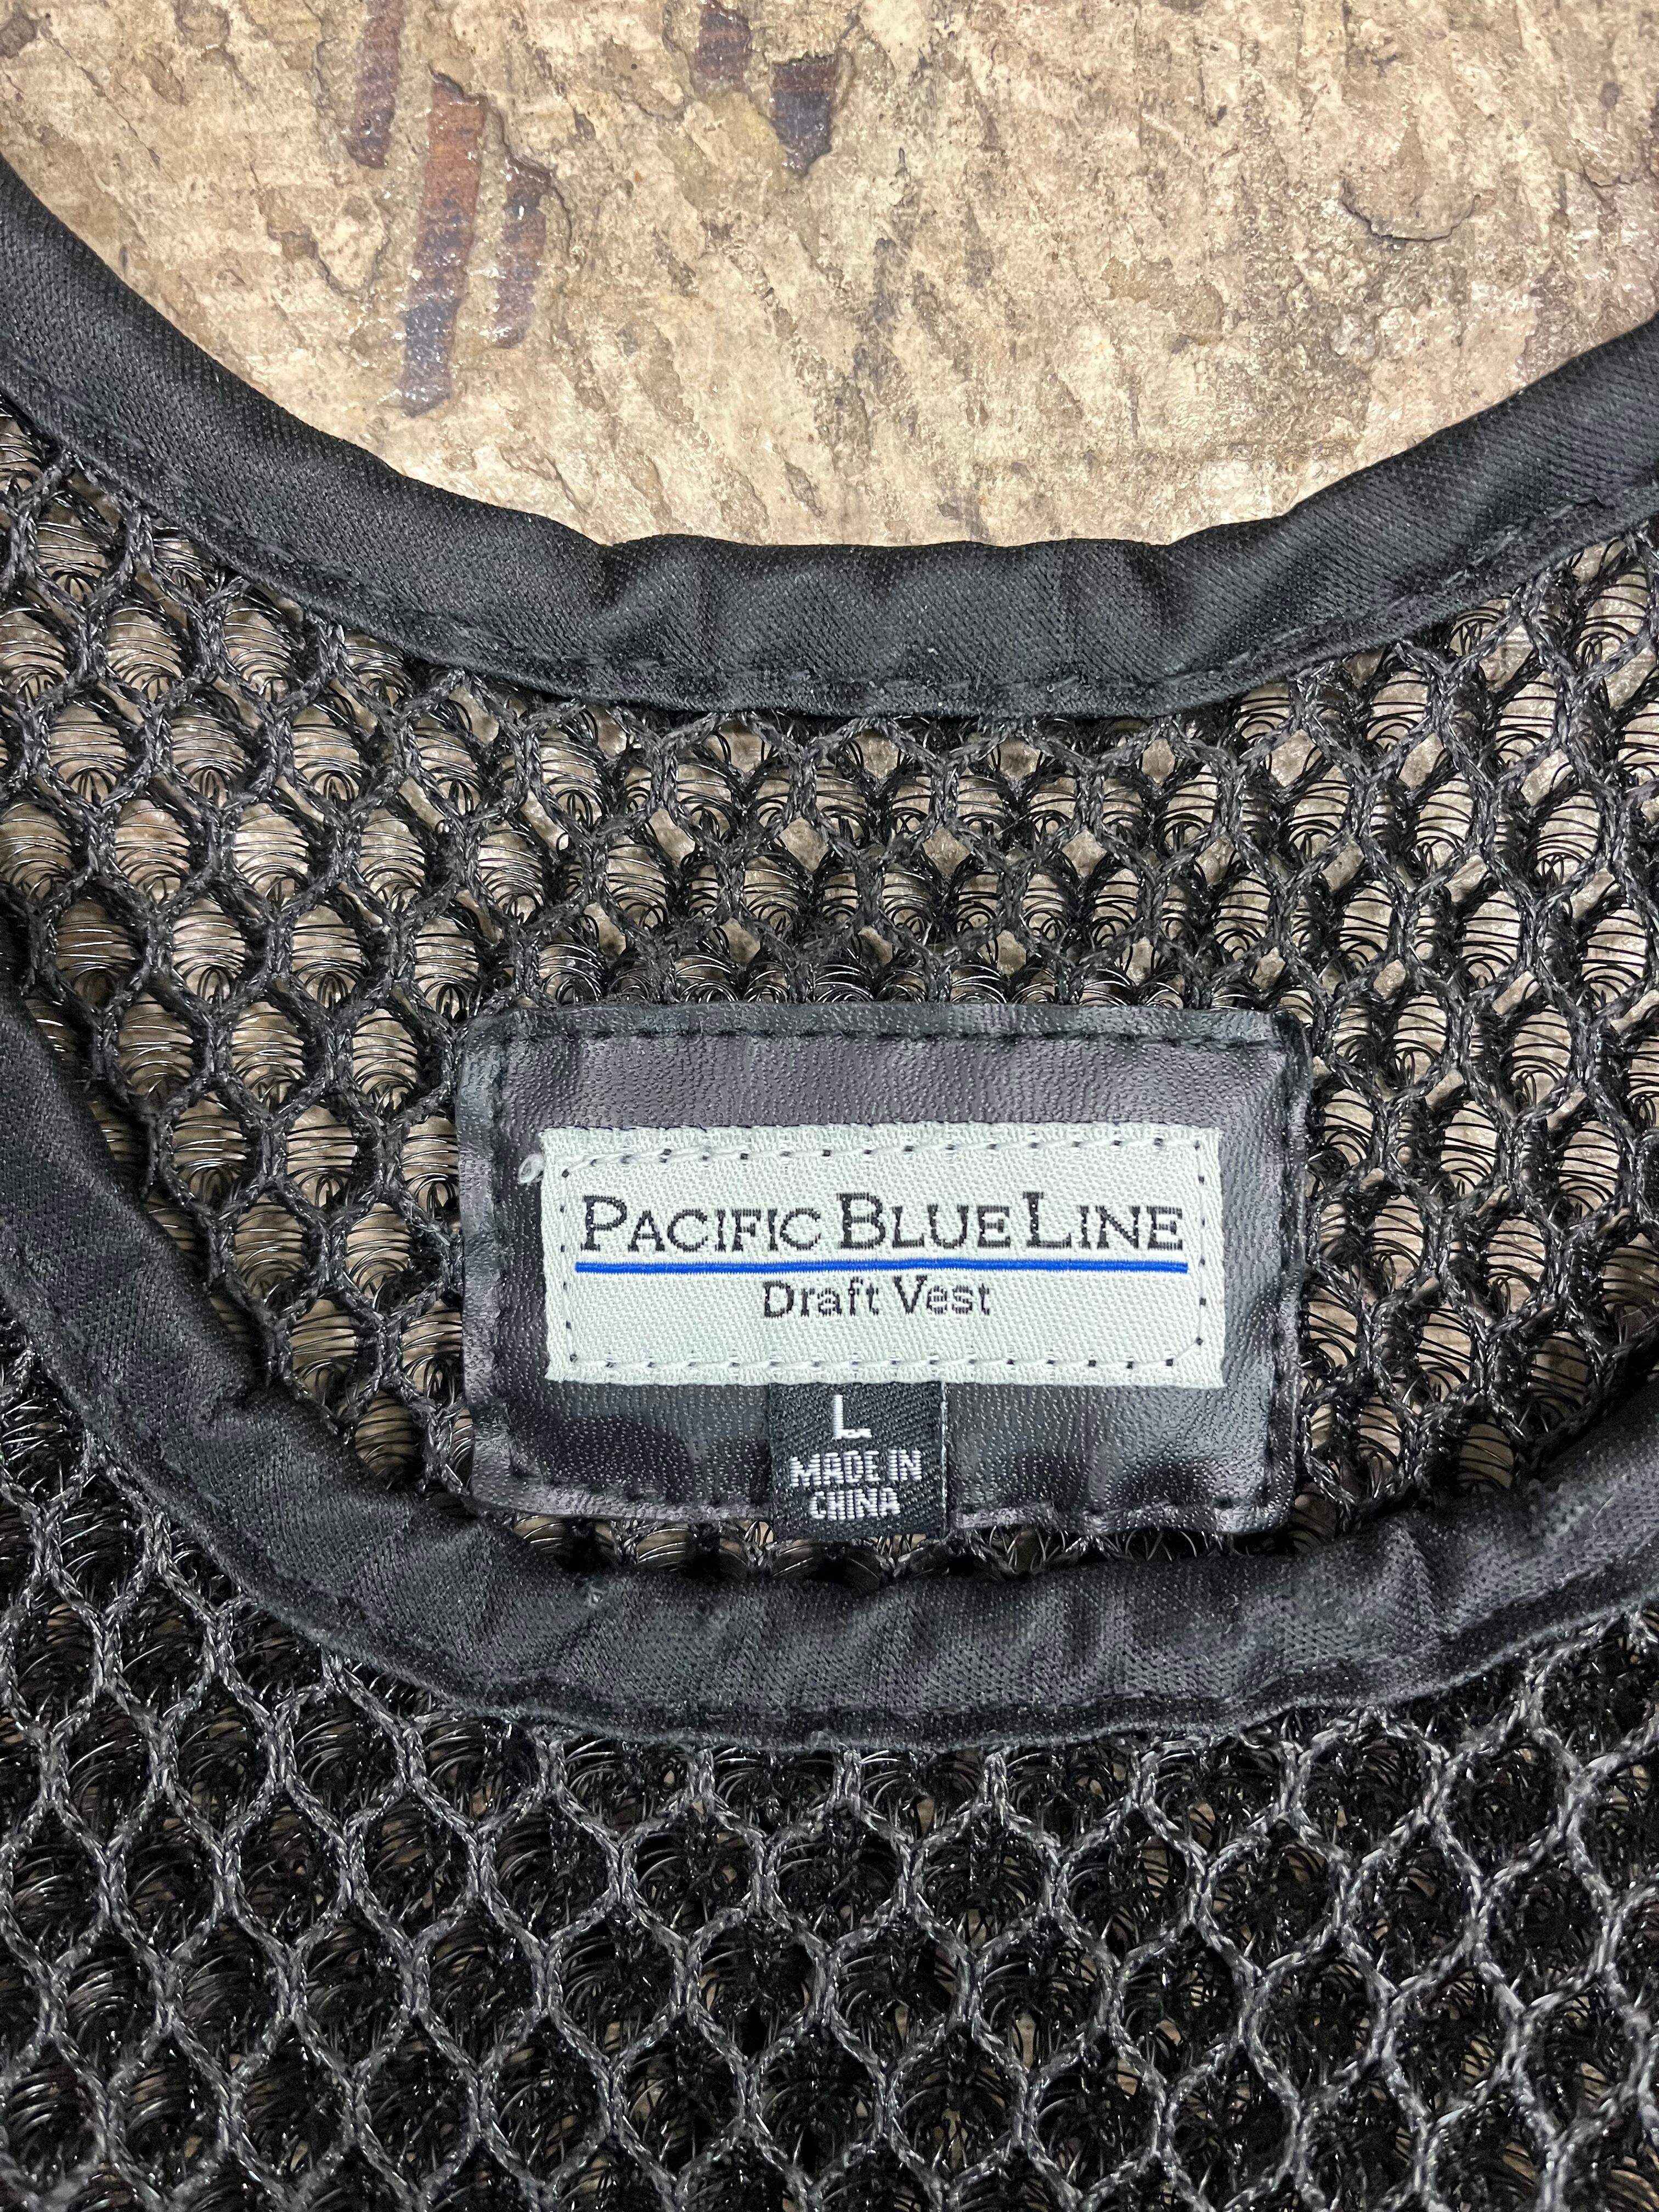 PACIFIC BLUE LINE
Draft Vest
L
MADE IN
CHINA